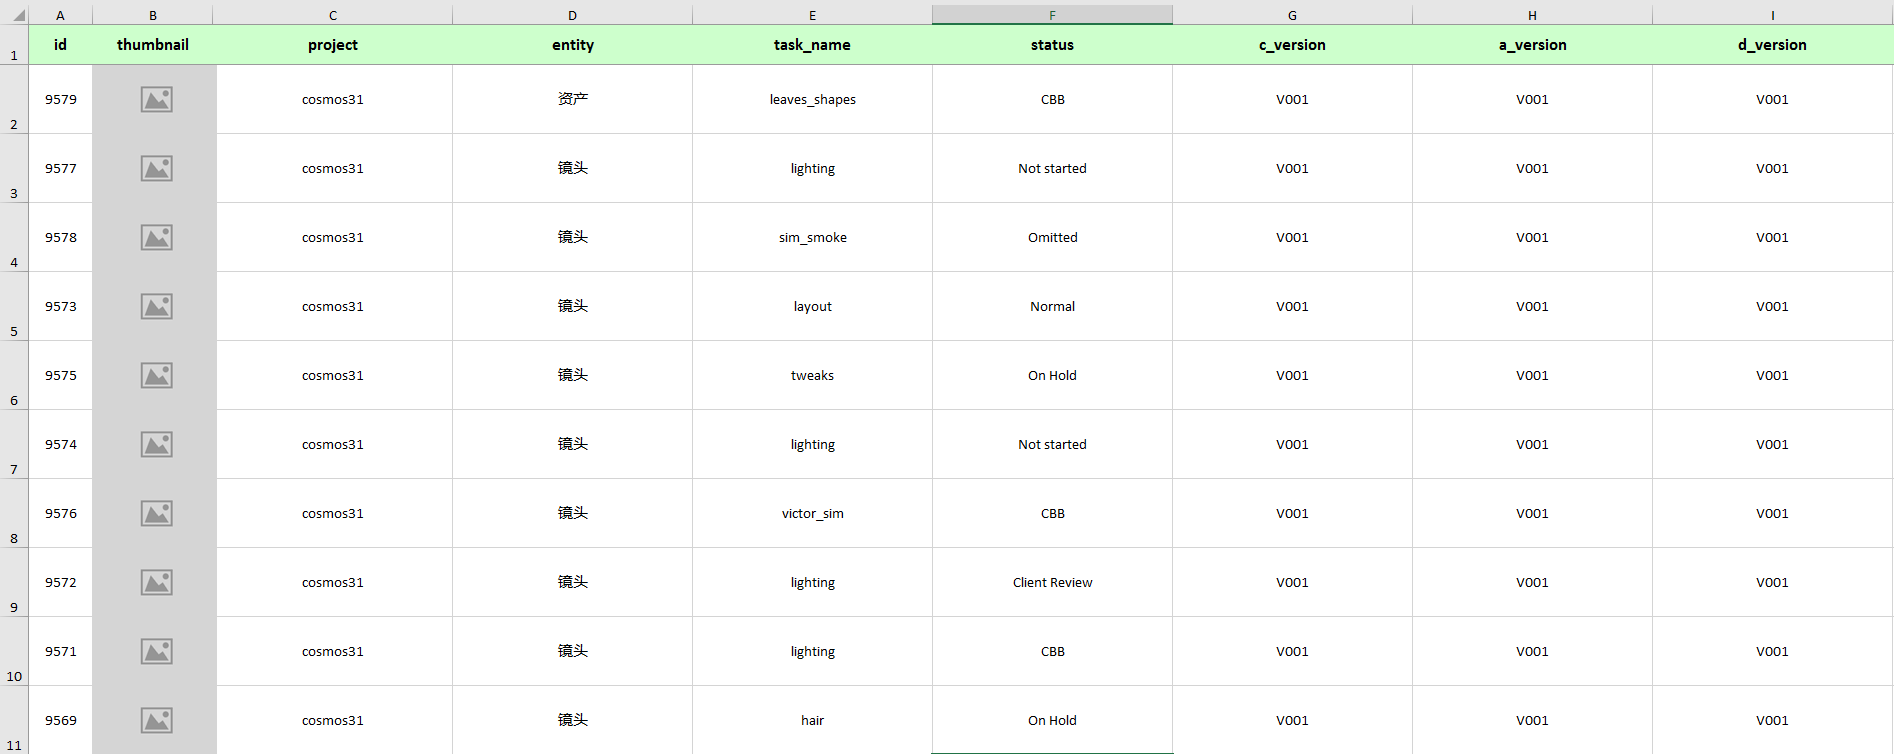 A B C D E F G H I
1 id thumbnail project entity task_name status c_version a_version d_version
2 9579 cosmos31 资产 leaves_shapes CBB V001 V001 V001
3 9577 cosmos31 镜头 lighting Not started V001 V001 V001
4 9578 cosmos31 镜头 sim_smoke Omitted V001 V001 V001
5 9573 cosmos31 镜头 layout Normal V001 V001 V001
6 9575 cosmos31 镜头 tweaks On Hold V001 V001 V001
7 9574 cosmos31 镜头 lighting Not started V001 V001 V001
8 9576 cosmos31 镜头 victor_sim CBB V001 V001 V001
9 9572 cosmos31 镜头 lighting Client Review V001 V001 V001
10 9571 cosmos31 镜头 lighting CBB V001 V001 V001
11 9569 cosmos31 镜头 hair On Hold V001 V001 V001